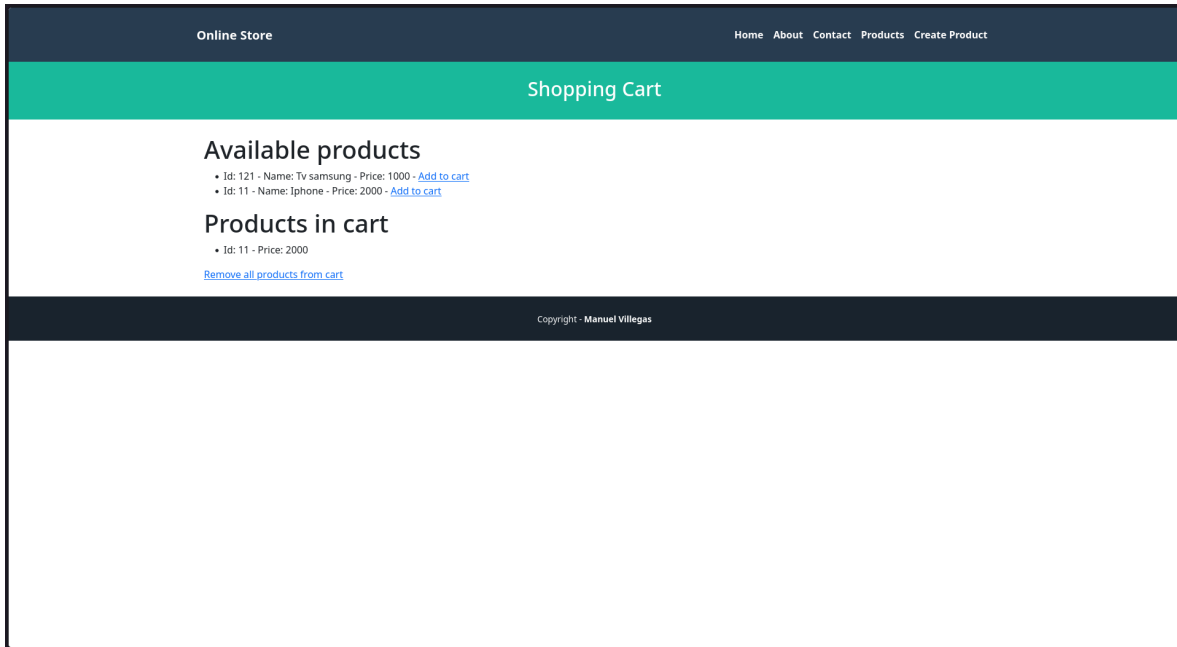 Online Store
Home About Contact Products Create Product
Shopping Cart
Available products
• Id: 121 - Name: Tv samsung - Price: 1000 - Add to cart
• Id: 11 - Name: Iphone - Price: 2000 - Add to cart
Products in cart
• Id: 11 - Price: 2000
Remove all products from cart
Copyright - Manuel Villegas